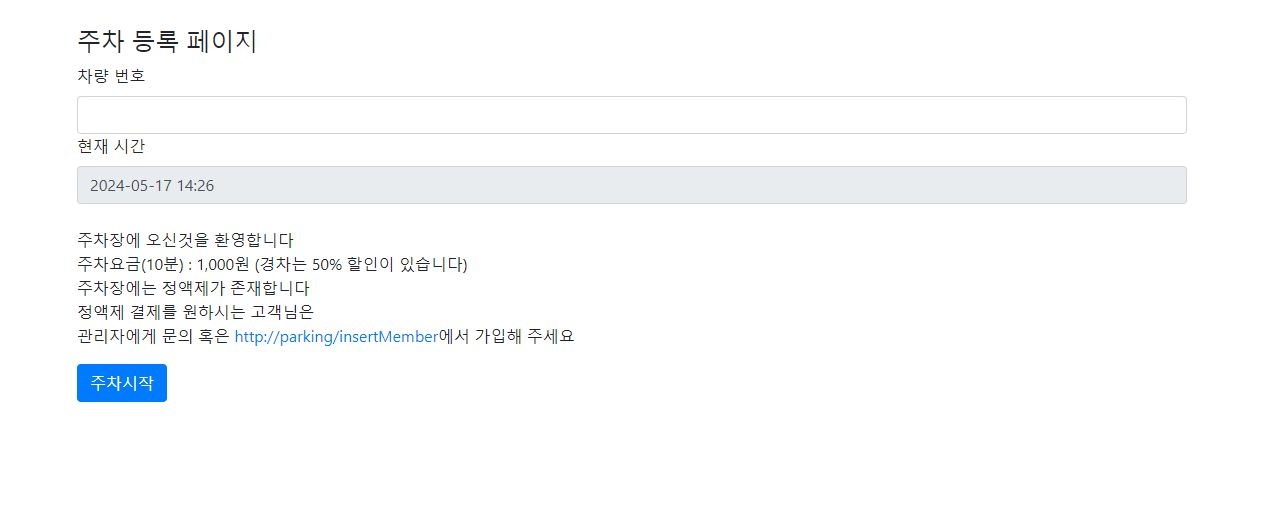 주차 등록 페이지
차량 번호
현재 시간
2024-05-17 14:26
주차장에 오신것을 환영합니다
주차요금(10분) : 1,000원 (경차는 50% 할인이 있습니다)
주차장에는 정액제가 존재합니다
정액제 결제를 원하시는 고객님은
관리자에게 문의 혹은 http://parking/insertMember에서 가입해 주세요
주차시작